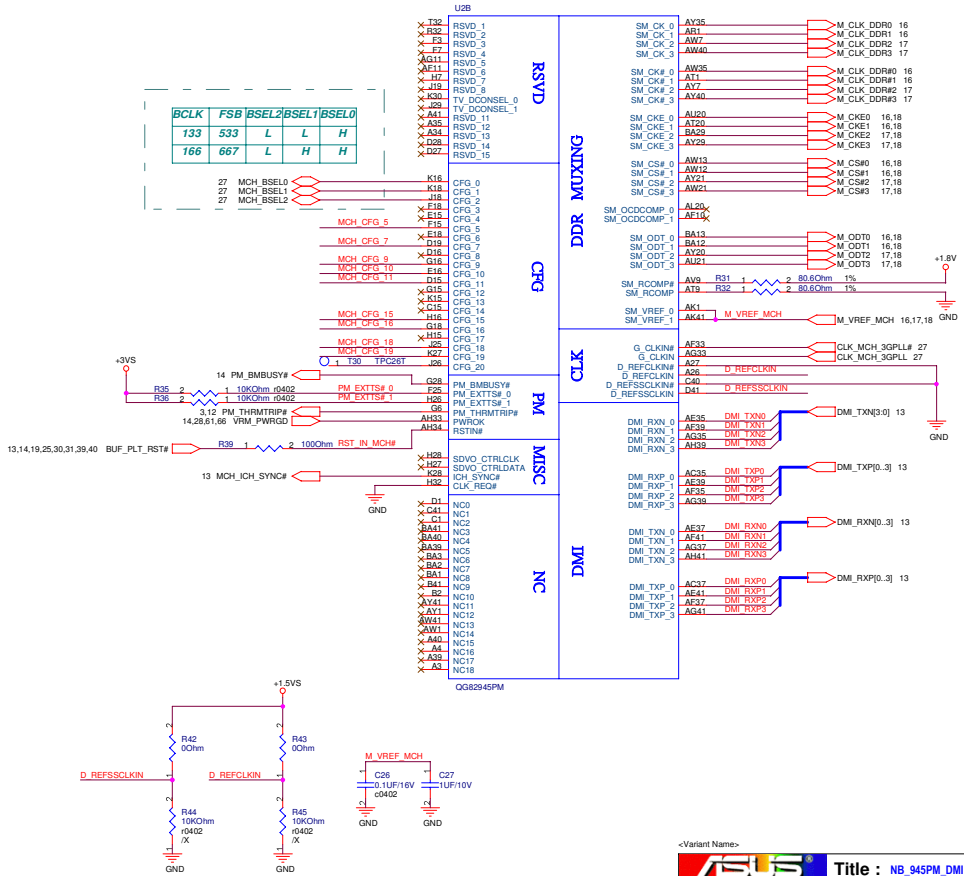 U2B
T32 RSVD_1
R32 RSVD_2
F3 RSVD_3
F7 RSVD_4
AG11 RSVD_5
AF11 RSVD_6
H7 RSVD_7
J19 RSVD_8
K30 TV_DCONSEL_0
J29 TV_DCONSEL_1
A41 RSVD_11
A35 RSVD_12
A34 RSVD_13
D28 RSVD_14
D27 RSVD_15
RSVD
BCLK FSB BSEL2 BSEL1 BSEL0
133 533 L L H
166 667 L H H
27 MCH_BSEL0 K16 CFG_0
27 MCH_BSEL1 K18 CFG_1
27 MCH_BSEL2 J18 CFG_2
F18 CFG_3
E15 CFG_4
MCH_CFG_5 F15 CFG_5
E18 CFG_6
MCH_CFG_7 D19 CFG_7
D16 CFG_8
MCH_CFG_9 G16 CFG_9
MCH_CFG_10 E16 CFG_10
MCH_CFG_11 D15 CFG_11
G15 CFG_12
K15 CFG_13
C15 CFG_14
MCH_CFG_15 H16 CFG_15
MCH_CFG_16 G18 CFG_16
H15 CFG_17
MCH_CFG_18 J25 CFG_18
MCH_CFG_19 K27 CFG_19
1 T30 TPC26T J26 CFG_20
CFG
+3VS
14 PM_BMBUSY# G28 PM_BMBUSY#
R35 2 1 10KOhm r0402 PM_EXTTS#_0 F25 PM_EXTTS#_0
R36 2 1 10KOhm r0402 PM_EXTTS#_1 H26 PM_EXTTS#_1
3,12 PM_THRMTRIP# G6 PM_THRMTRIP#
14,28,61,66 VRM_PWRGD AH33 PWROK
13,14,19,25,30,31,39,40 BUF_PLT_RST# R39 1 2 100Ohm RST_IN_MCH# AH34 RSTIN#
PM
H28 SDVO_CTRLCLK
H27 SDVO_CTRLDATA
13 MCH_ICH_SYNC# K28 ICH_SYNC#
H32 CLK_REQ#
GND
MISC
D1 NC0
C41 NC1
C1 NC2
BA41 NC3
BA40 NC4
BA39 NC5
BA3 NC6
BA2 NC7
BA1 NC8
B41 NC9
B2 NC10
AY41 NC11
AY1 NC12
AW41 NC13
AW1 NC14
A40 NC15
A4 NC16
A39 NC17
A3 NC18
NC
QG82945PM
DDR MUXING
SM_CK_0 AY35 M_CLK_DDR0 16
SM_CK_1 AR1 M_CLK_DDR1 16
SM_CK_2 AW7 M_CLK_DDR2 17
SM_CK_3 AW40 M_CLK_DDR3 17
SM_CK#_0 AW35 M_CLK_DDR#0 16
SM_CK#_1 AT1 M_CLK_DDR#1 16
SM_CK#_2 AY7 M_CLK_DDR#2 17
SM_CK#_3 AY40 M_CLK_DDR#3 17
SM_CKE_0 AU20 M_CKE0 16,18
SM_CKE_1 AT20 M_CKE1 16,18
SM_CKE_2 BA29 M_CKE2 17,18
SM_CKE_3 AY29 M_CKE3 17,18
SM_CS#_0 AW13 M_CS#0 16,18
SM_CS#_1 AW12 M_CS#1 16,18
SM_CS#_2 AY21 M_CS#2 17,18
SM_CS#_3 AW21 M_CS#3 17,18
SM_OCDCOMP_0 AL20
SM_OCDCOMP_1 AF10
SM_ODT_0 BA13 M_ODT0 16,18
SM_ODT_1 BA12 M_ODT1 16,18
SM_ODT_2 AY20 M_ODT2 17,18
SM_ODT_3 AU21 M_ODT3 17,18
+1.8V
SM_RCOMP# AV9 R31 1 2 80.6Ohm 1%
SM_RCOMP AT9 R32 1 2 80.6Ohm 1%
GND
SM_VREF_0 AK1
SM_VREF_1 AK41 M_VREF_MCH M_VREF_MCH 16,17,18
CLK
G_CLKIN# AF33 CLK_MCH_3GPLL# 27
G_CLKIN AG33 CLK_MCH_3GPLL 27
D_REFCLKIN# A27
D_REFCLKIN A26 D_REFCLKIN
D_REFSSCLKIN# C40
D_REFSSCLKIN D41 D_REFSSCLKIN
GND
DMI
DMI_RXN_0 AE35 DMI_TXN0 DMI_TXN[3:0] 13
DMI_RXN_1 AF39 DMI_TXN1
DMI_RXN_2 AG35 DMI_TXN2
DMI_RXN_3 AH39 DMI_TXN3
DMI_RXP_0 AC35 DMI_TXP0 DMI_TXP[0..3] 13
DMI_RXP_1 AE39 DMI_TXP1
DMI_RXP_2 AF35 DMI_TXP2
DMI_RXP_3 AG39 DMI_TXP3
DMI_TXN_0 AE37 DMI_RXN0 DMI_RXN[0..3] 13
DMI_TXN_1 AF41 DMI_RXN1
DMI_TXN_2 AG37 DMI_RXN2
DMI_TXN_3 AH41 DMI_RXN3
DMI_TXP_0 AC37 DMI_RXP0 DMI_RXP[0..3] 13
DMI_TXP_1 AE41 DMI_RXP1
DMI_TXP_2 AF37 DMI_RXP2
DMI_TXP_3 AG41 DMI_RXP3
+1.5VS
2 R42 0Ohm 1
2 R43 0Ohm 1
D_REFSSCLKIN
D_REFCLKIN
2 R44 10KOhm r0402 /X 1
2 R45 10KOhm r0402 /X 1
GND
GND
M_VREF_MCH
1 C26 0.1UF/16V c0402 2
1 C27 1UF/10V 2
GND
GND
<Variant Name>
ASUS
Title : NB_945PM_DMI